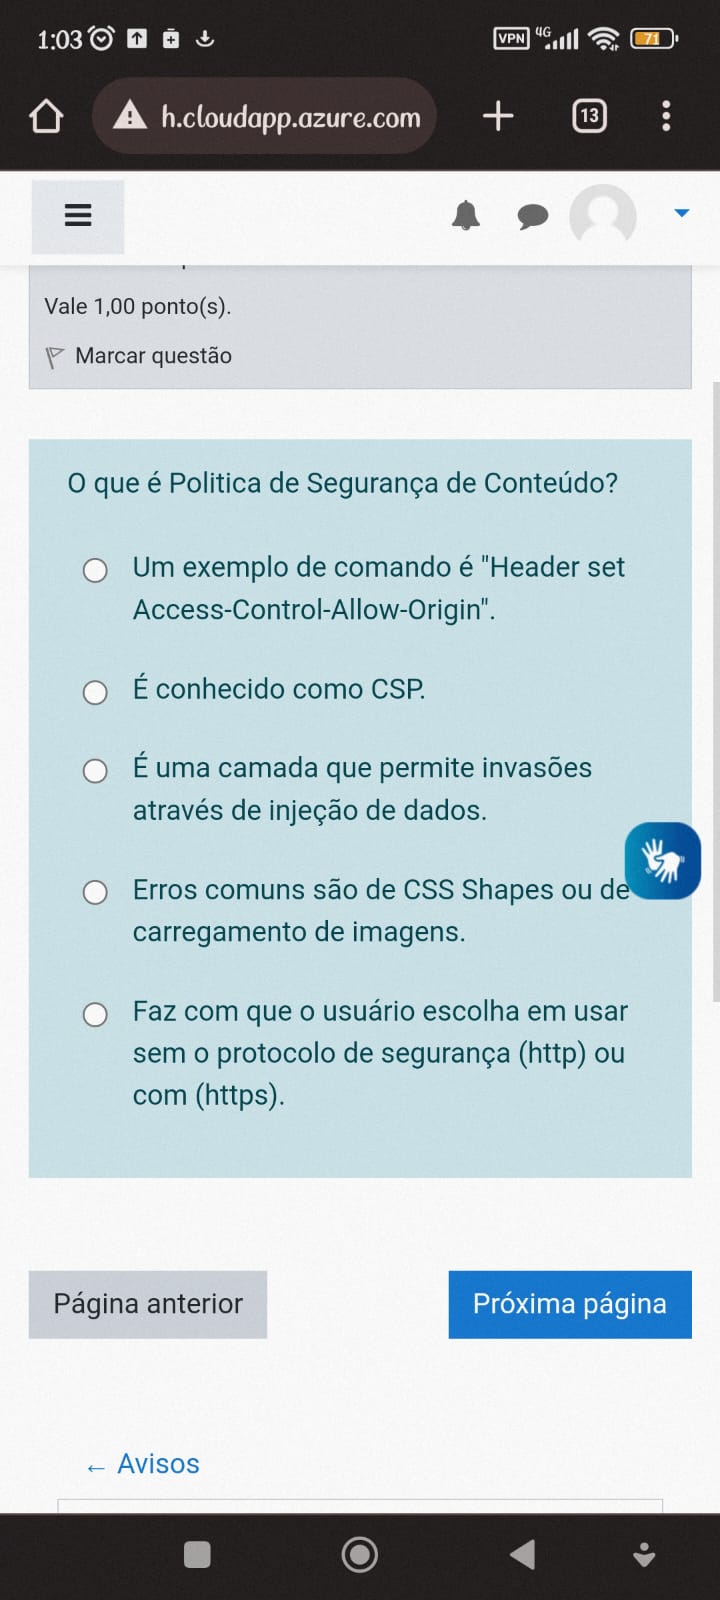 1:03
VPN 4G 71
h.cloudapp.azure.com
13
Vale 1,00 ponto(s).
Marcar questão
O que é Politica de Segurança de Conteúdo?
Um exemplo de comando é "Header set
Access-Control-Allow-Origin".
É conhecido como CSP.
É uma camada que permite invasões
através de injeção de dados.
Erros comuns são de CSS Shapes ou de
carregamento de imagens.
Faz com que o usuário escolha em usar
sem o protocolo de segurança (http) ou
com (https).
Página anterior
Próxima página
← Avisos